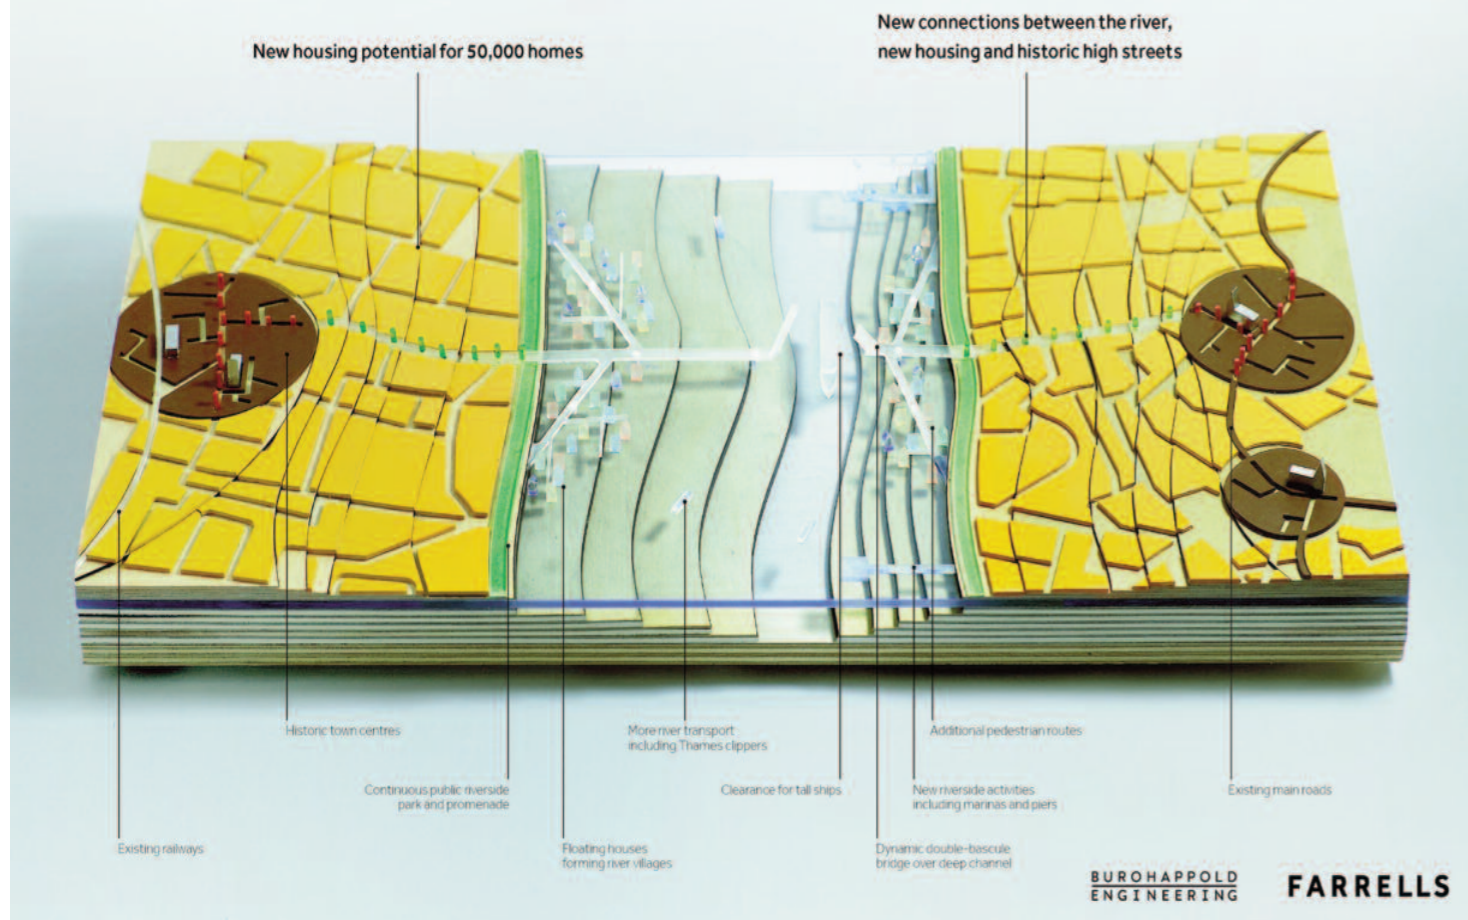 New housing potential for 50,000 homes
New connections between the river,
new housing and historic high streets
Historic town centres
More river transport
including Thames clippers
Additional pedestrian routes
Continuous public riverside
park and promenade
Clearance for tall ships
New riverside activities
including marinas and piers
Existing main roads
Existing railways
Floating houses
forming river villages
Dynamic double-bascule
bridge over deep channel
BUROHAPPOLD
ENGINEERING
FARRELLS